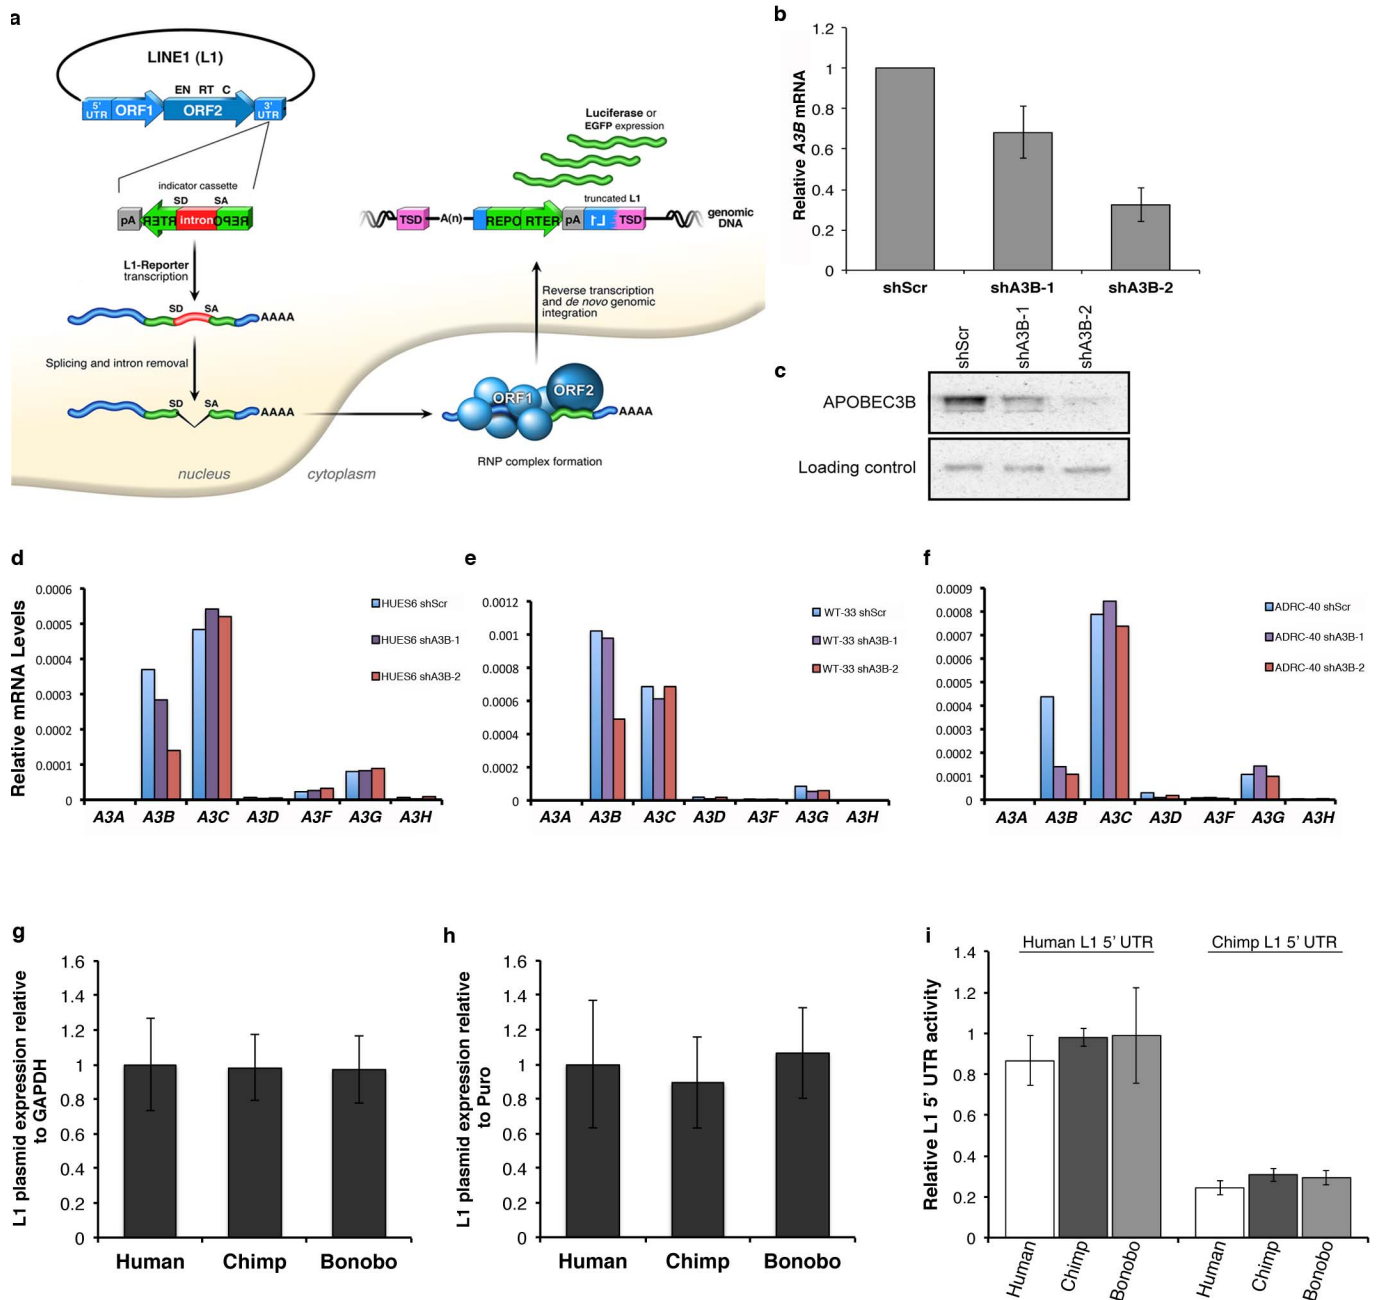 a
LINE1 (L1)
EN RT C
5' UTR ORF1 ORF2 3' UTR
indicator cassette
SD SA
pA REPORTER intron
L1-Reporter
transcription
SD SA
AAAA
Splicing and intron removal
SD SA
AAAA
nucleus
cytoplasm
ORF1 ORF2
AAAA
RNP complex formation
Reverse transcription
and de novo genomic
integration
Luciferase or
EGFP expression
truncated L1
TSD A(n) REPO RTER pA L1 TSD
genomic
DNA
b
Relative A3B mRNA
1.2
1
0.8
0.6
0.4
0.2
0
shScr shA3B-1 shA3B-2
c
shScr shA3B-1 shA3B-2
APOBEC3B
Loading control
d
Relative mRNA Levels
0.0006
0.0005
0.0004
0.0003
0.0002
0.0001
0
A3A A3B A3C A3D A3F A3G A3H
HUES6 shScr
HUES6 shA3B-1
HUES6 shA3B-2
e
0.0012
0.001
0.0008
0.0006
0.0004
0.0002
0
A3A A3B A3C A3D A3F A3G A3H
WT-33 shScr
WT-33 shA3B-1
WT-33 shA3B-2
f
0.0009
0.0008
0.0007
0.0006
0.0005
0.0004
0.0003
0.0002
0.0001
0
A3A A3B A3C A3D A3F A3G A3H
ADRC-40 shScr
ADRC-40 shA3B-1
ADRC-40 shA3B-2
g
L1 plasmid expression relative
to GAPDH
1.6
1.4
1.2
1
0.8
0.6
0.4
0.2
0
Human Chimp Bonobo
h
L1 plasmid expression relative
to Puro
1.6
1.4
1.2
1
0.8
0.6
0.4
0.2
0
Human Chimp Bonobo
i
Relative L1 5' UTR activity
Human L1 5' UTR Chimp L1 5' UTR
1.4
1.2
1
0.8
0.6
0.4
0.2
0
Human Chimp Bonobo Human Chimp Bonobo